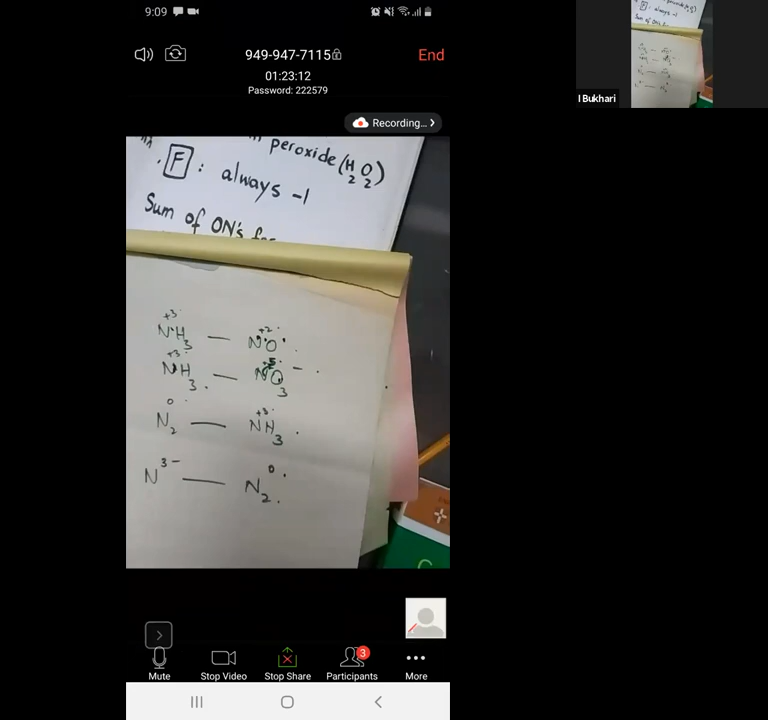 9:09
949-947-7115
End
01:23:12
Password: 222579
Recording...
peroxide (H2O2)
F : always -1
Sum of ON's
+3 +2
NH3 — NO
+3 +5
NH3 — NO3 -
0 +3
N2 — NH3
N3- — N2 0
C
3
Mute
Stop Video
Stop Share
Participants
More
I Bukhari